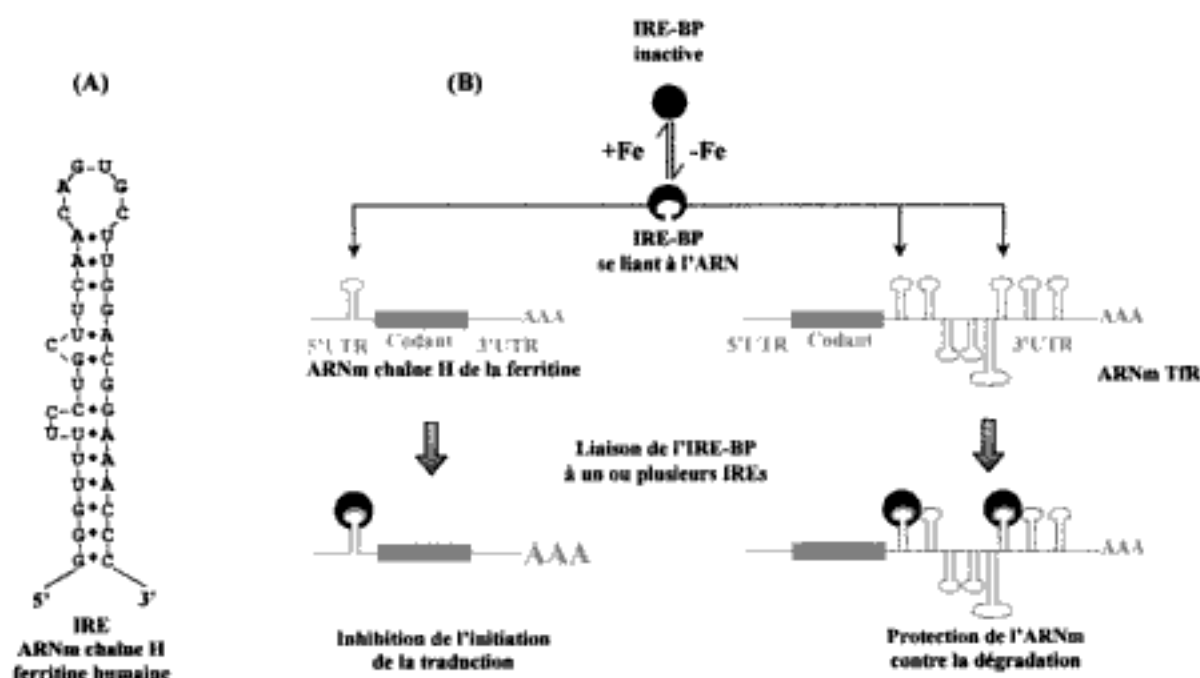 (A)
G-U
A G
C C
A U
A U
C G
U G
U A
C G C
U G
C C G
U U A
U A
U A
G C
G C
G C
5' 3'
IRE
ARNm chaîne H
ferritine humaine
(B)
IRE-BP
inactive
+Fe -Fe
IRE-BP
se liant à l'ARN
AAA
5'UTR Codant 3'UTR
ARNm chaîne H de la ferritine
AAA
5'UTR Codant 3'UTR
ARNm TfR
Liaison de l'IRE-BP
à un ou plusieurs IREs
AAA
AAA
Inhibition de l'initiation
de la traduction
Protection de l'ARNm
contre la dégradation